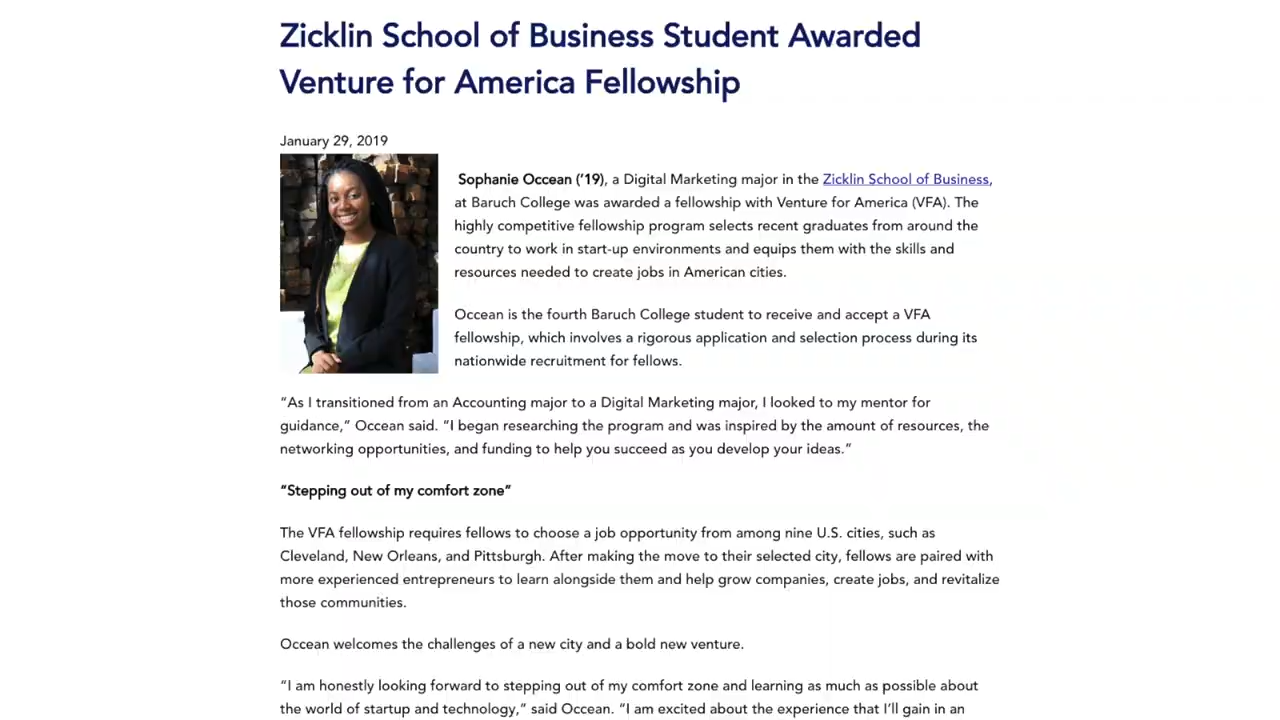 Zicklin School of Business Student Awarded
Venture for America Fellowship
January 29, 2019
Sophanie Occean (’19), a Digital Marketing major in the Zicklin School of Business,
at Baruch College was awarded a fellowship with Venture for America (VFA). The
highly competitive fellowship program selects recent graduates from around the
country to work in start-up environments and equips them with the skills and
resources needed to create jobs in American cities.
Occean is the fourth Baruch College student to receive and accept a VFA
fellowship, which involves a rigorous application and selection process during its
nationwide recruitment for fellows.
“As I transitioned from an Accounting major to a Digital Marketing major, I looked to my mentor for
guidance,” Occean said. “I began researching the program and was inspired by the amount of resources, the
networking opportunities, and funding to help you succeed as you develop your ideas.”
“Stepping out of my comfort zone”
The VFA fellowship requires fellows to choose a job opportunity from among nine U.S. cities, such as
Cleveland, New Orleans, and Pittsburgh. After making the move to their selected city, fellows are paired with
more experienced entrepreneurs to learn alongside them and help grow companies, create jobs, and revitalize
those communities.
Occean welcomes the challenges of a new city and a bold new venture.
“I am honestly looking forward to stepping out of my comfort zone and learning as much as possible about
the world of startup and technology,” said Occean. “I am excited about the experience that I’ll gain in an